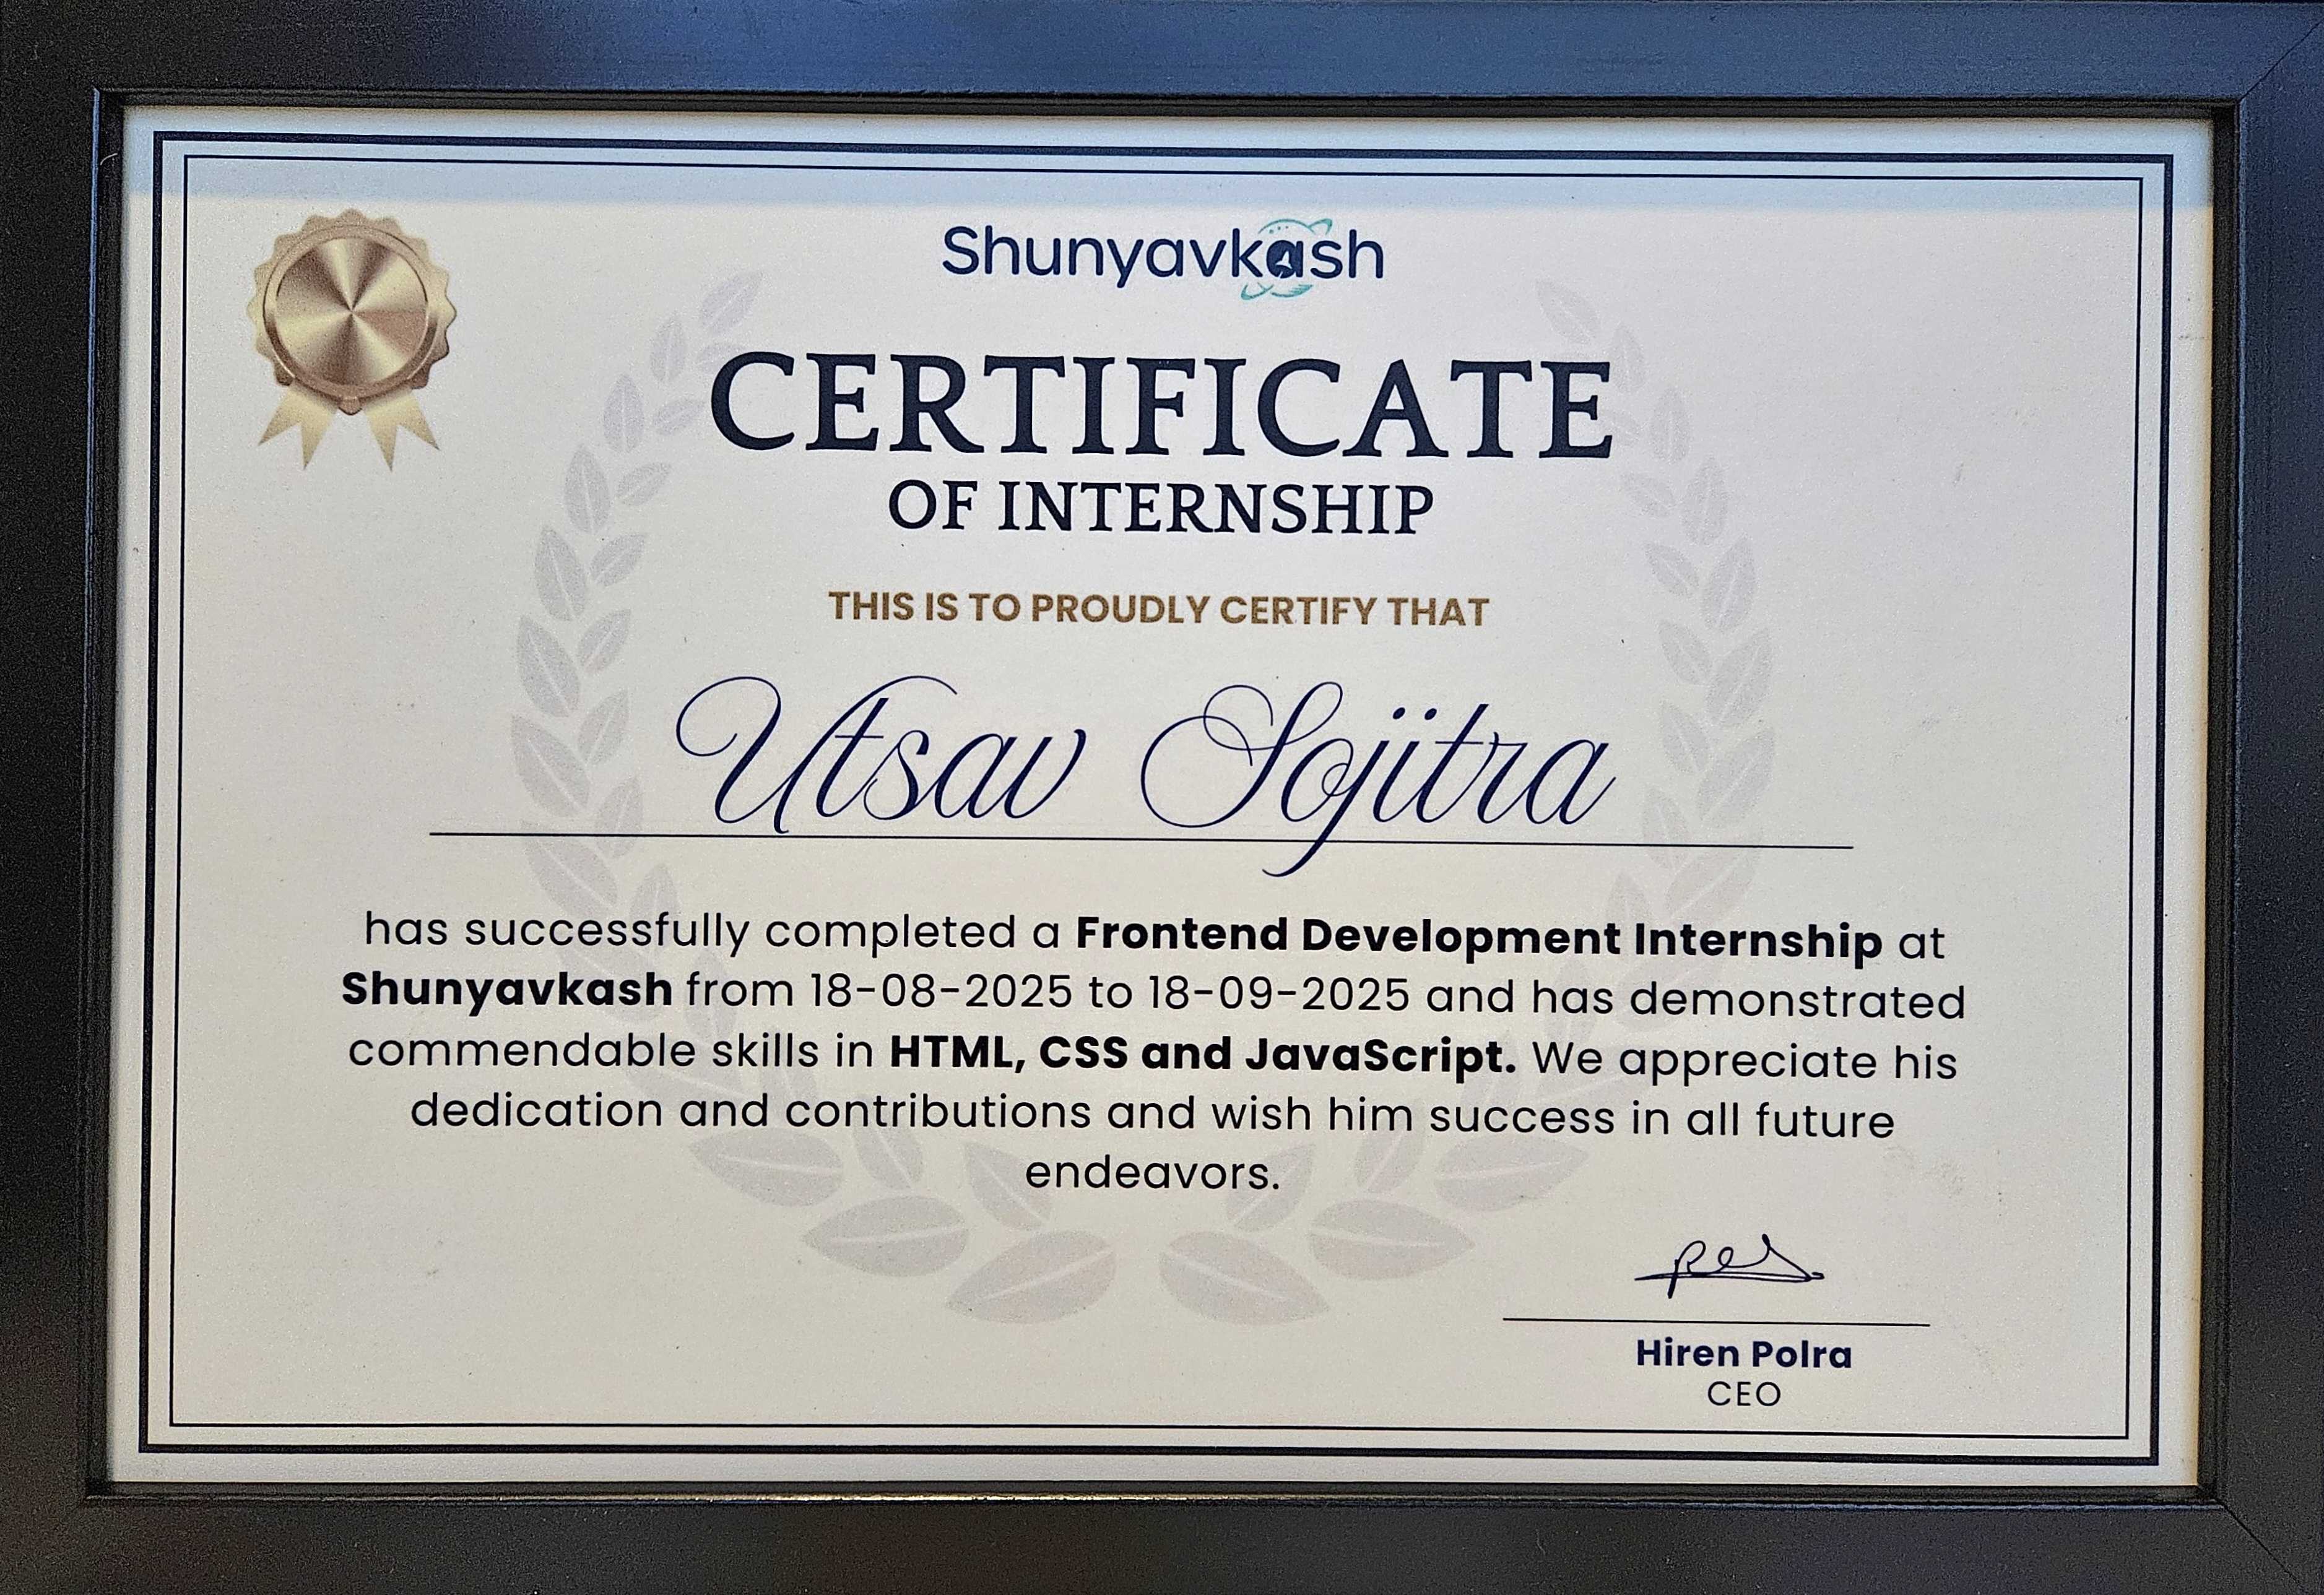 Shunyavkash
CERTIFICATE
OF INTERNSHIP
THIS IS TO PROUDLY CERTIFY THAT
Utsav Sojitra
has successfully completed a Frontend Development Internship at
Shunyavkash from 18-08-2025 to 18-09-2025 and has demonstrated
commendable skills in HTML, CSS and JavaScript. We appreciate his
dedication and contributions and wish him success in all future
endeavors.
Hiren Polra
CEO